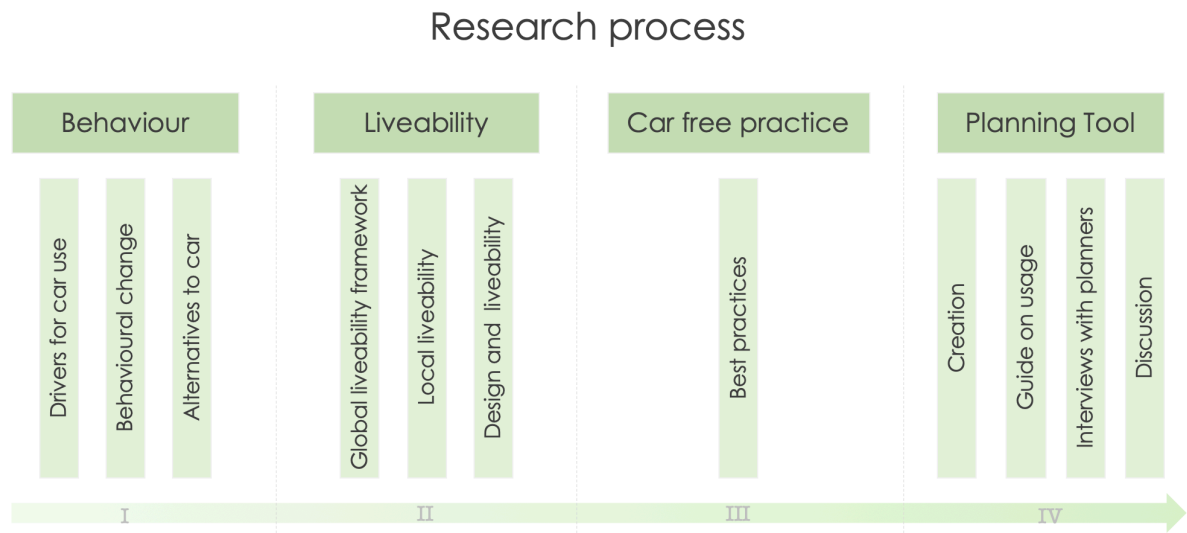 Research process
Behaviour
Liveability
Car free practice
Planning Tool
Drivers for car use
Behavioural change
Alternatives to car
Global liveability framework
Local liveability
Design and liveability
Best practices
Creation
Guide on usage
Interviews with planners
Discussion
I
II
III
IV